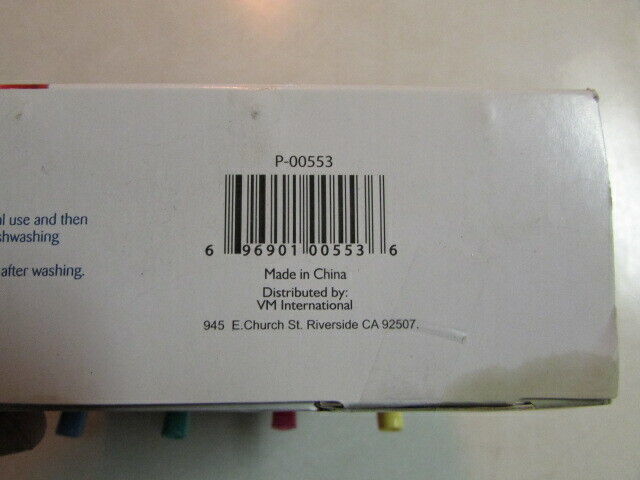 P-00553
al use and then
shwashing
after washing.
6 96901 00553 6
Made in China
Distributed by:
VM International
945 E.Church St. Riverside CA 92507.